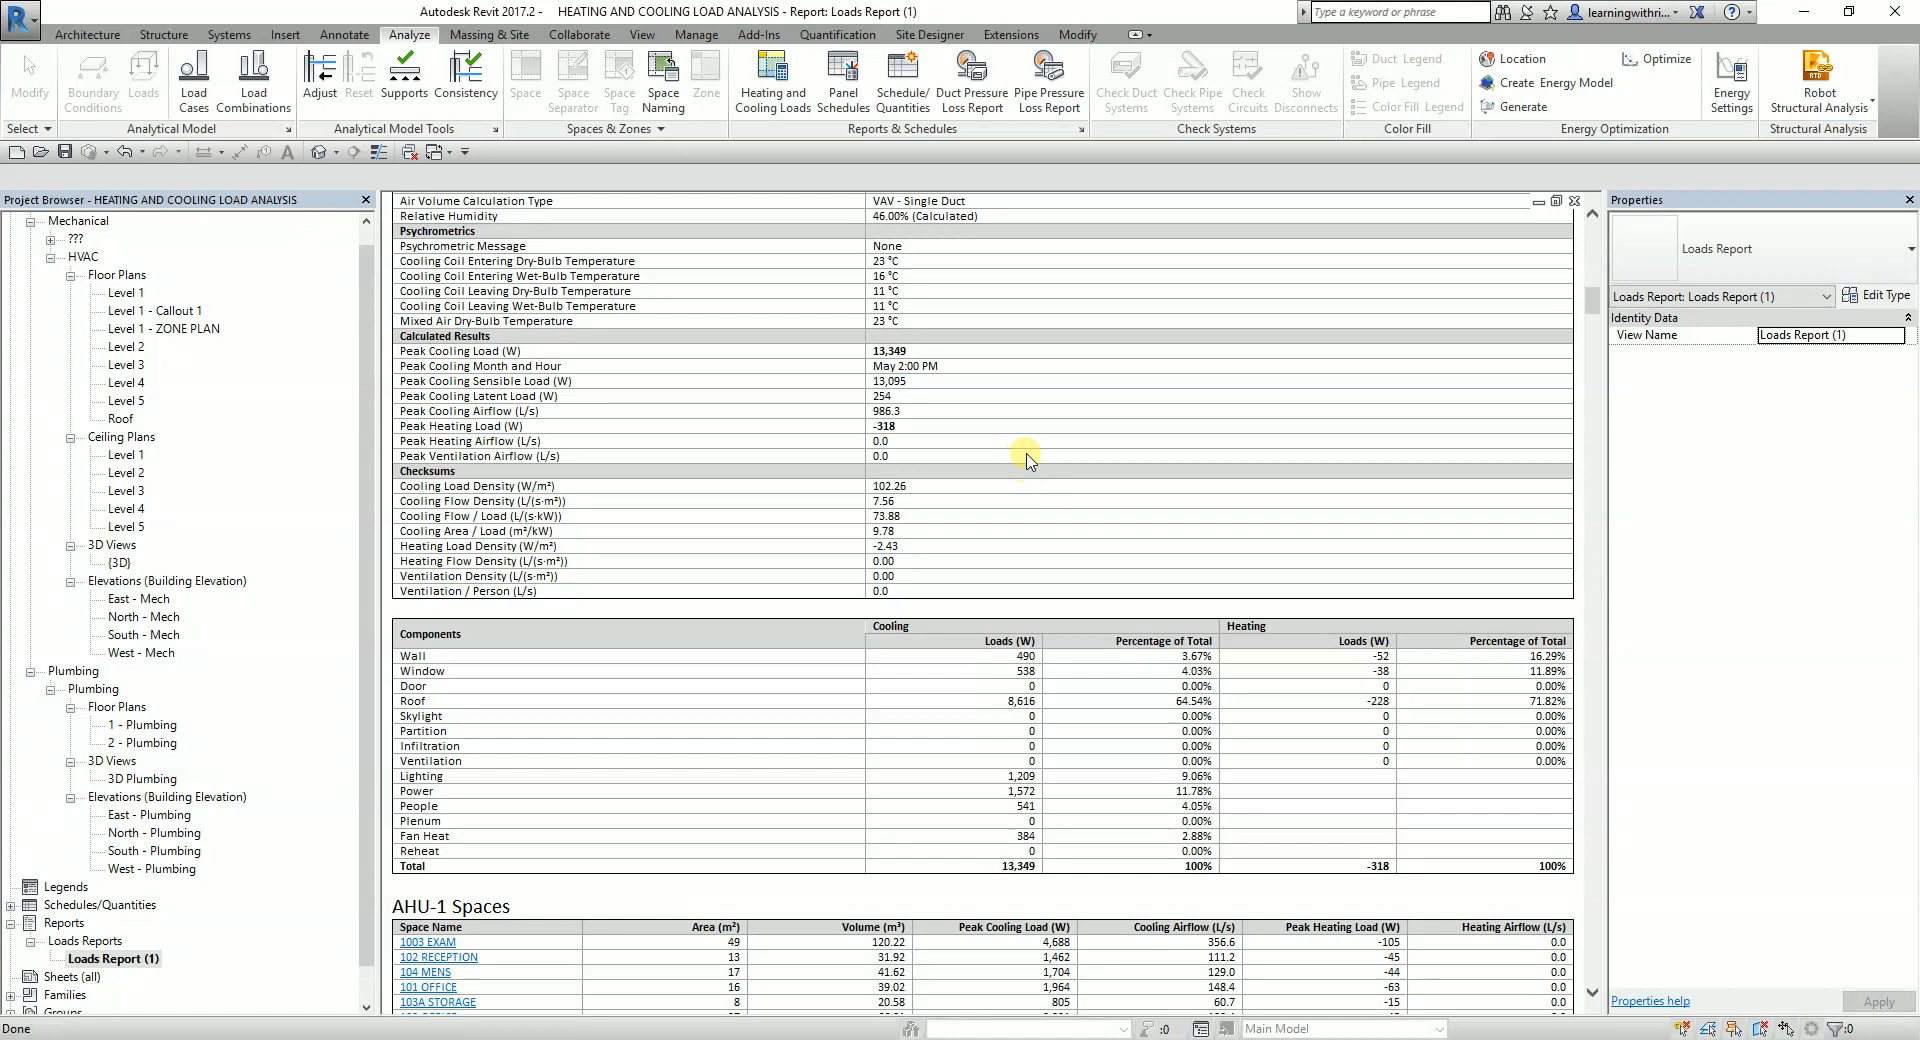 Autodesk Revit 2017.2 - HEATING AND COOLING LOAD ANALYSIS - Report: Loads Report (1)
Type a keyword or phrase
learningwithri...
Architecture Structure Systems Insert Annotate Analyze Massing & Site Collaborate View Manage Add-Ins Quantification Site Designer Extensions Modify
Modify
Boundary Conditions
Loads
Load Cases
Load Combinations
Adjust
Reset
Supports
Consistency
Space
Space Separator
Space Tag
Space Naming
Zone
Heating and Cooling Loads
Panel Schedules
Schedule/ Quantities
Duct Pressure Loss Report
Pipe Pressure Loss Report
Check Duct Systems
Check Pipe Systems
Check Circuits
Show Disconnects
Duct Legend
Pipe Legend
Color Fill Legend
Location
Create Energy Model
Generate
Optimize
Energy Settings
Robot Structural Analysis
Select
Analytical Model
Analytical Model Tools
Spaces & Zones
Reports & Schedules
Check Systems
Color Fill
Energy Optimization
Structural Analysis
Project Browser - HEATING AND COOLING LOAD ANALYSIS
Mechanical
???
HVAC
Floor Plans
Level 1
Level 1 - Callout 1
Level 1 - ZONE PLAN
Level 2
Level 3
Level 4
Level 5
Roof
Ceiling Plans
Level 1
Level 2
Level 3
Level 4
Level 5
3D Views
{3D}
Elevations (Building Elevation)
East - Mech
North - Mech
South - Mech
West - Mech
Plumbing
Plumbing
Floor Plans
1 - Plumbing
2 - Plumbing
3D Views
3D Plumbing
Elevations (Building Elevation)
East - Plumbing
North - Plumbing
South - Plumbing
West - Plumbing
Legends
Schedules/Quantities
Reports
Loads Reports
Loads Report (1)
Sheets (all)
Families
Groups
Air Volume Calculation Type VAV - Single Duct
Relative Humidity 46.00% (Calculated)
Psychrometrics
Psychrometric Message None
Cooling Coil Entering Dry-Bulb Temperature 23 °C
Cooling Coil Entering Wet-Bulb Temperature 16 °C
Cooling Coil Leaving Dry-Bulb Temperature 11 °C
Cooling Coil Leaving Wet-Bulb Temperature 11 °C
Mixed Air Dry-Bulb Temperature 23 °C
Calculated Results
Peak Cooling Load (W) 13,349
Peak Cooling Month and Hour May 2:00 PM
Peak Cooling Sensible Load (W) 13,095
Peak Cooling Latent Load (W) 254
Peak Cooling Airflow (L/s) 986.3
Peak Heating Load (W) -318
Peak Heating Airflow (L/s) 0.0
Peak Ventilation Airflow (L/s) 0.0
Checksums
Cooling Load Density (W/m²) 102.26
Cooling Flow Density (L/(s·m²)) 7.56
Cooling Flow / Load (L/(s·kW)) 73.88
Cooling Area / Load (m²/kW) 9.78
Heating Load Density (W/m²) -2.43
Heating Flow Density (L/(s·m²)) 0.00
Ventilation Density (L/(s·m²)) 0.00
Ventilation / Person (L/s) 0.0
Components Cooling Heating
Loads (W) Percentage of Total Loads (W) Percentage of Total
Wall 490 3.67% -52 16.29%
Window 538 4.03% -38 11.89%
Door 0 0.00% 0 0.00%
Roof 8,616 64.54% -228 71.82%
Skylight 0 0.00% 0 0.00%
Partition 0 0.00% 0 0.00%
Infiltration 0 0.00% 0 0.00%
Ventilation 0 0.00% 0 0.00%
Lighting 1,209 9.06%
Power 1,572 11.78%
People 541 4.05%
Plenum 0 0.00%
Fan Heat 384 2.88%
Reheat 0 0.00%
Total 13,349 100% -318 100%
AHU-1 Spaces
Space Name Area (m²) Volume (m³) Peak Cooling Load (W) Cooling Airflow (L/s) Peak Heating Load (W) Heating Airflow (L/s)
1003 EXAM 49 120.22 4,688 356.6 -105 0.0
102 RECEPTION 13 31.92 1,462 111.2 -45 0.0
104 MENS 17 41.62 1,704 129.0 -44 0.0
101 OFFICE 16 39.02 1,964 148.4 -63 0.0
103A STORAGE 8 20.58 805 60.7 -15 0.0
Properties
Loads Report
Loads Report: Loads Report (1)
Edit Type
Identity Data
View Name Loads Report (1)
Properties help
Apply
Done
:0
Main Model
:0